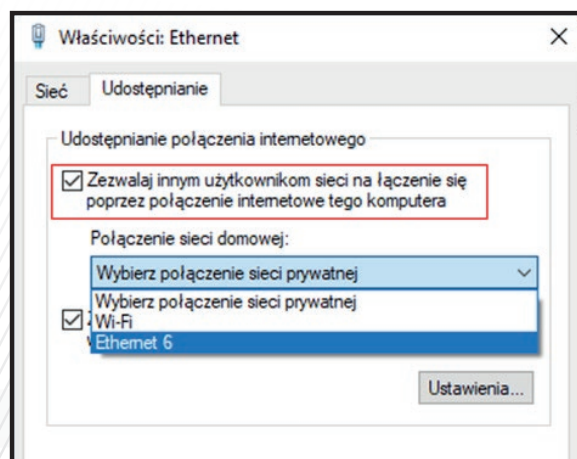 Właściwości: Ethernet
Sieć
Udostępnianie
Udostępnianie połączenia internetowego
Zezwalaj innym użytkownikom sieci na łączenie się
poprzez połączenie internetowe tego komputera
Połączenie sieci domowej:
Wybierz połączenie sieci prywatnej
Wybierz połączenie sieci prywatnej
Wi-Fi
Ethernet 6
Ustawienia...